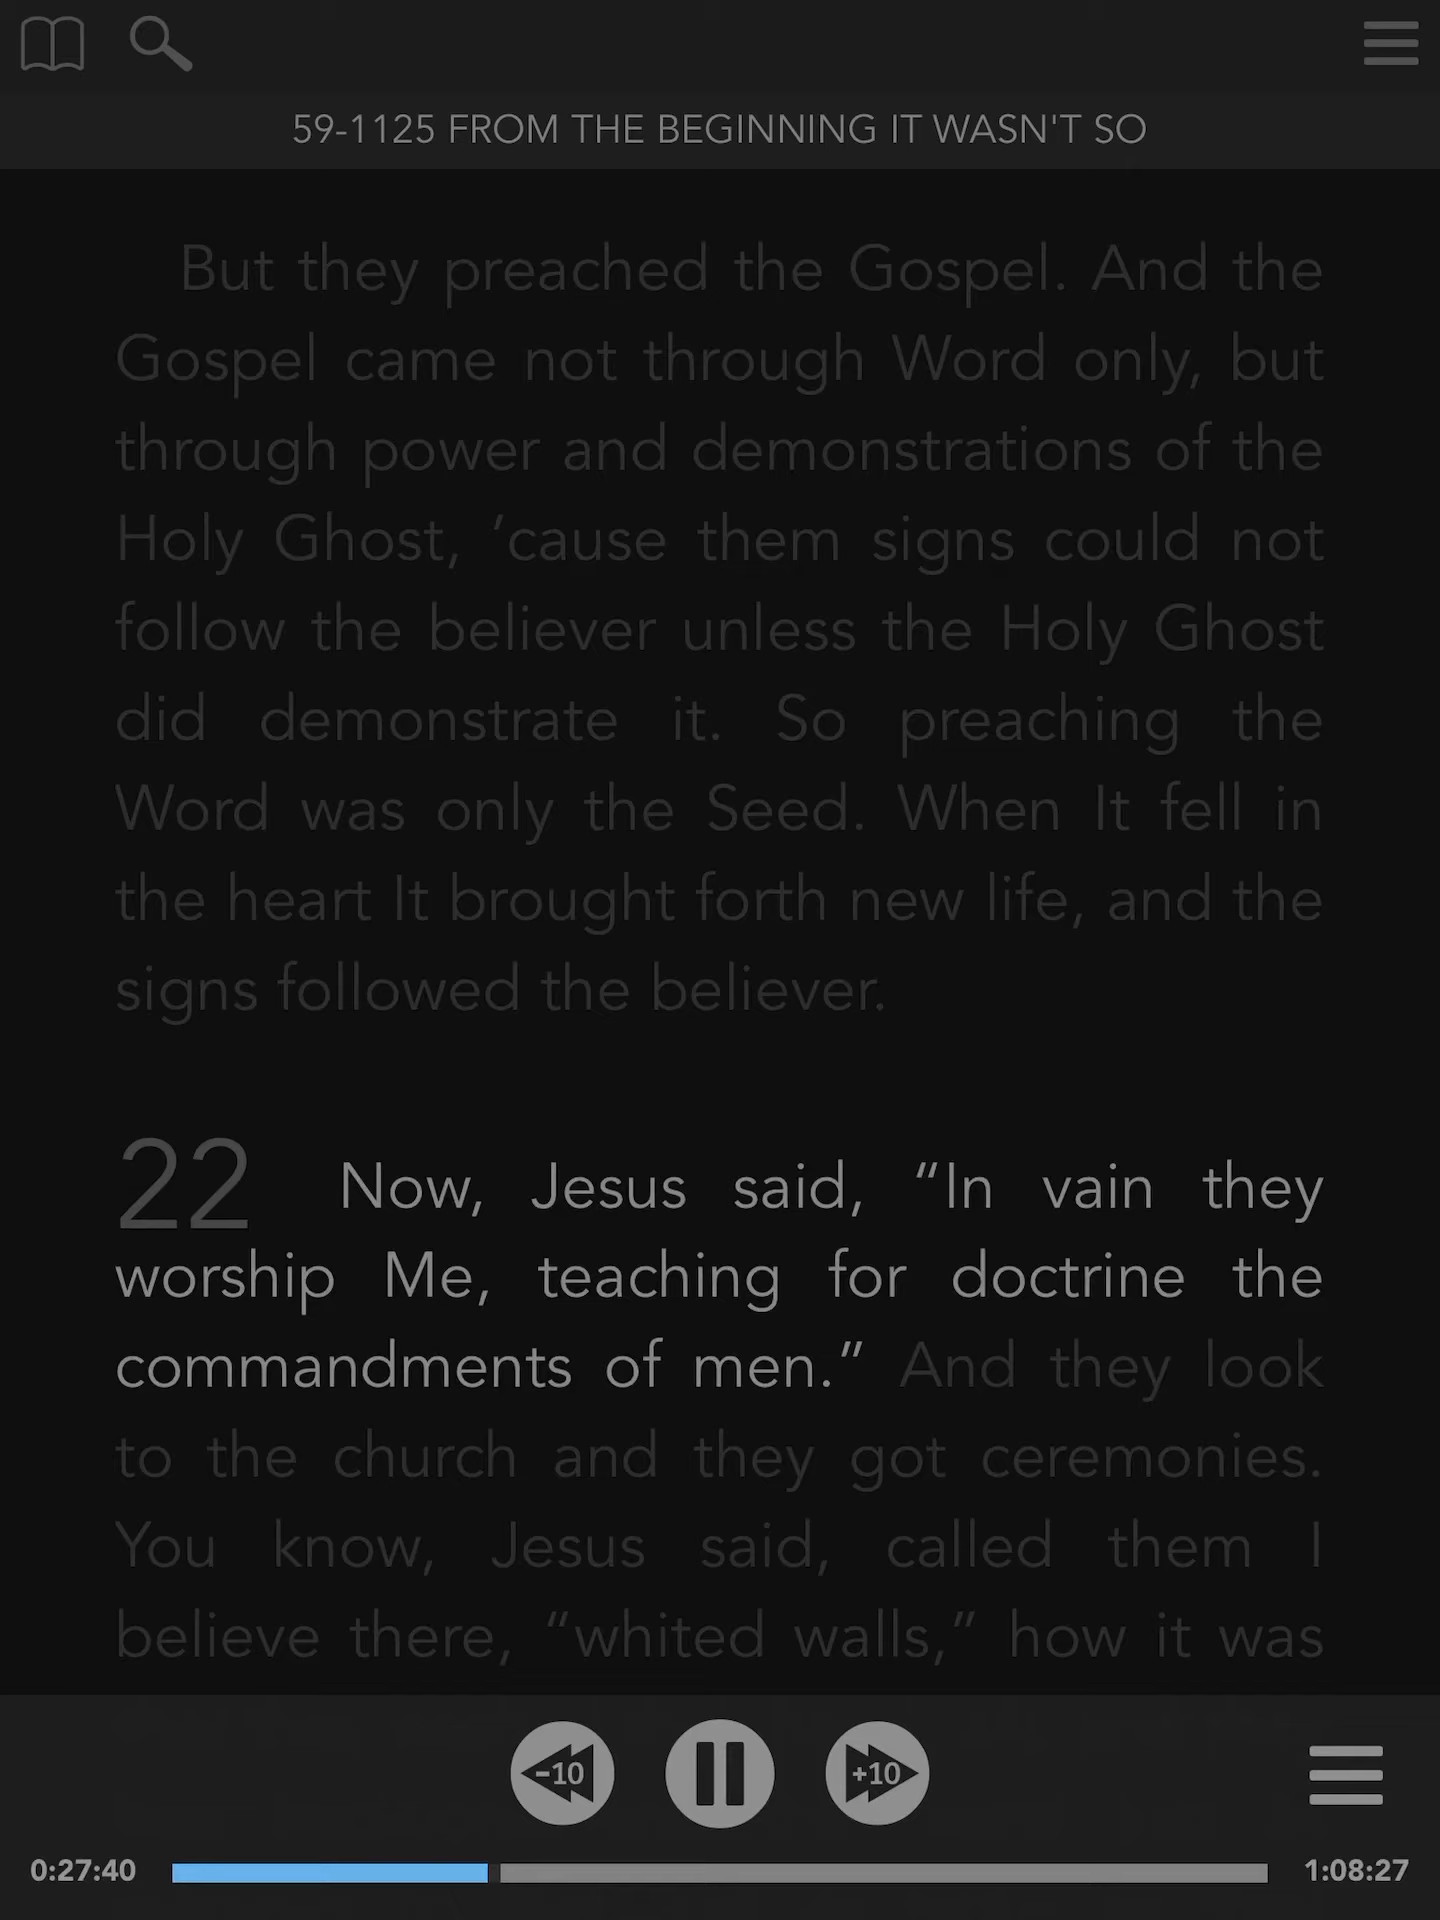 59-1125 FROM THE BEGINNING IT WASN'T SO
But they preached the Gospel. And the
Gospel came not through Word only, but
through power and demonstrations of the
Holy Ghost, ’cause them signs could not
follow the believer unless the Holy Ghost
did demonstrate it. So preaching the
Word was only the Seed. When It fell in
the heart It brought forth new life, and the
signs followed the believer.
22 Now, Jesus said, “In vain they
worship Me, teaching for doctrine the
commandments of men.” And they look
to the church and they got ceremonies.
You know, Jesus said, called them I
believe there, “whited walls,” how it was
-10
+10
0:27:40
1:08:27